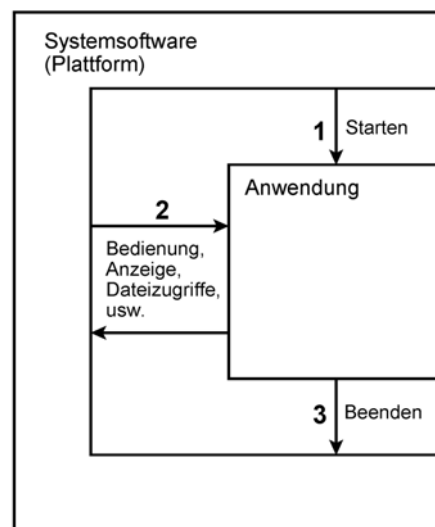 Systemsoftware
(Plattform)
1 Starten
Anwendung
2
Bedienung,
Anzeige,
Dateizugriffe,
usw.
3 Beenden